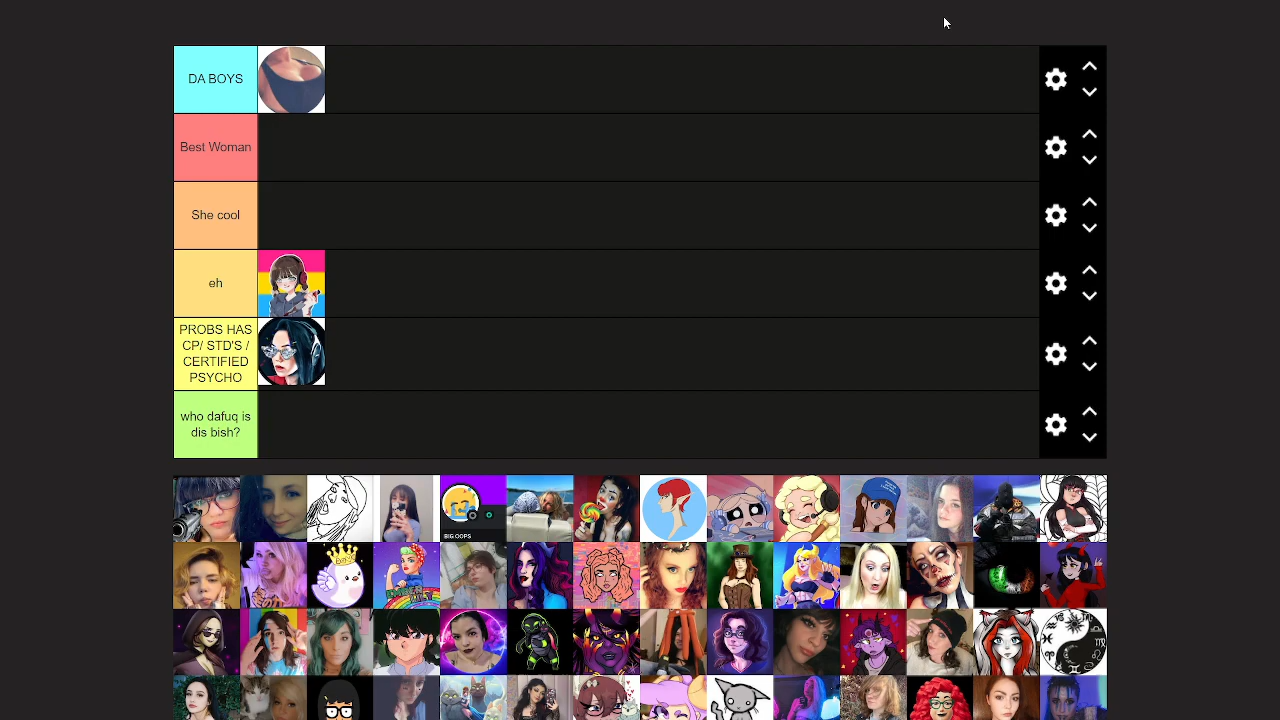 DA BOYS
Best Woman
She cool
eh
PROBS HAS
CP/ STD'S /
CERTIFIED
PSYCHO
who dafuq is
dis bish?
BIG OOPS